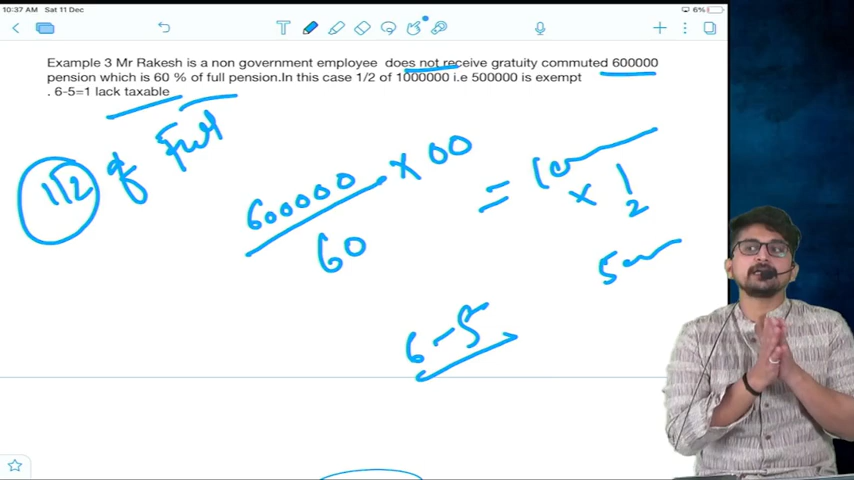 10:37 AM Sat 11 Dec
6%
T
Example 3 Mr Rakesh is a non government employee does not receive gratuity commuted 600000
pension which is 60 % of full pension.In this case 1/2 of 1000000 i.e 500000 is exempt
. 6-5=1 lack taxable
1/2 of Full
600000 × 00 = 10
60
× 1
2
5
6-5